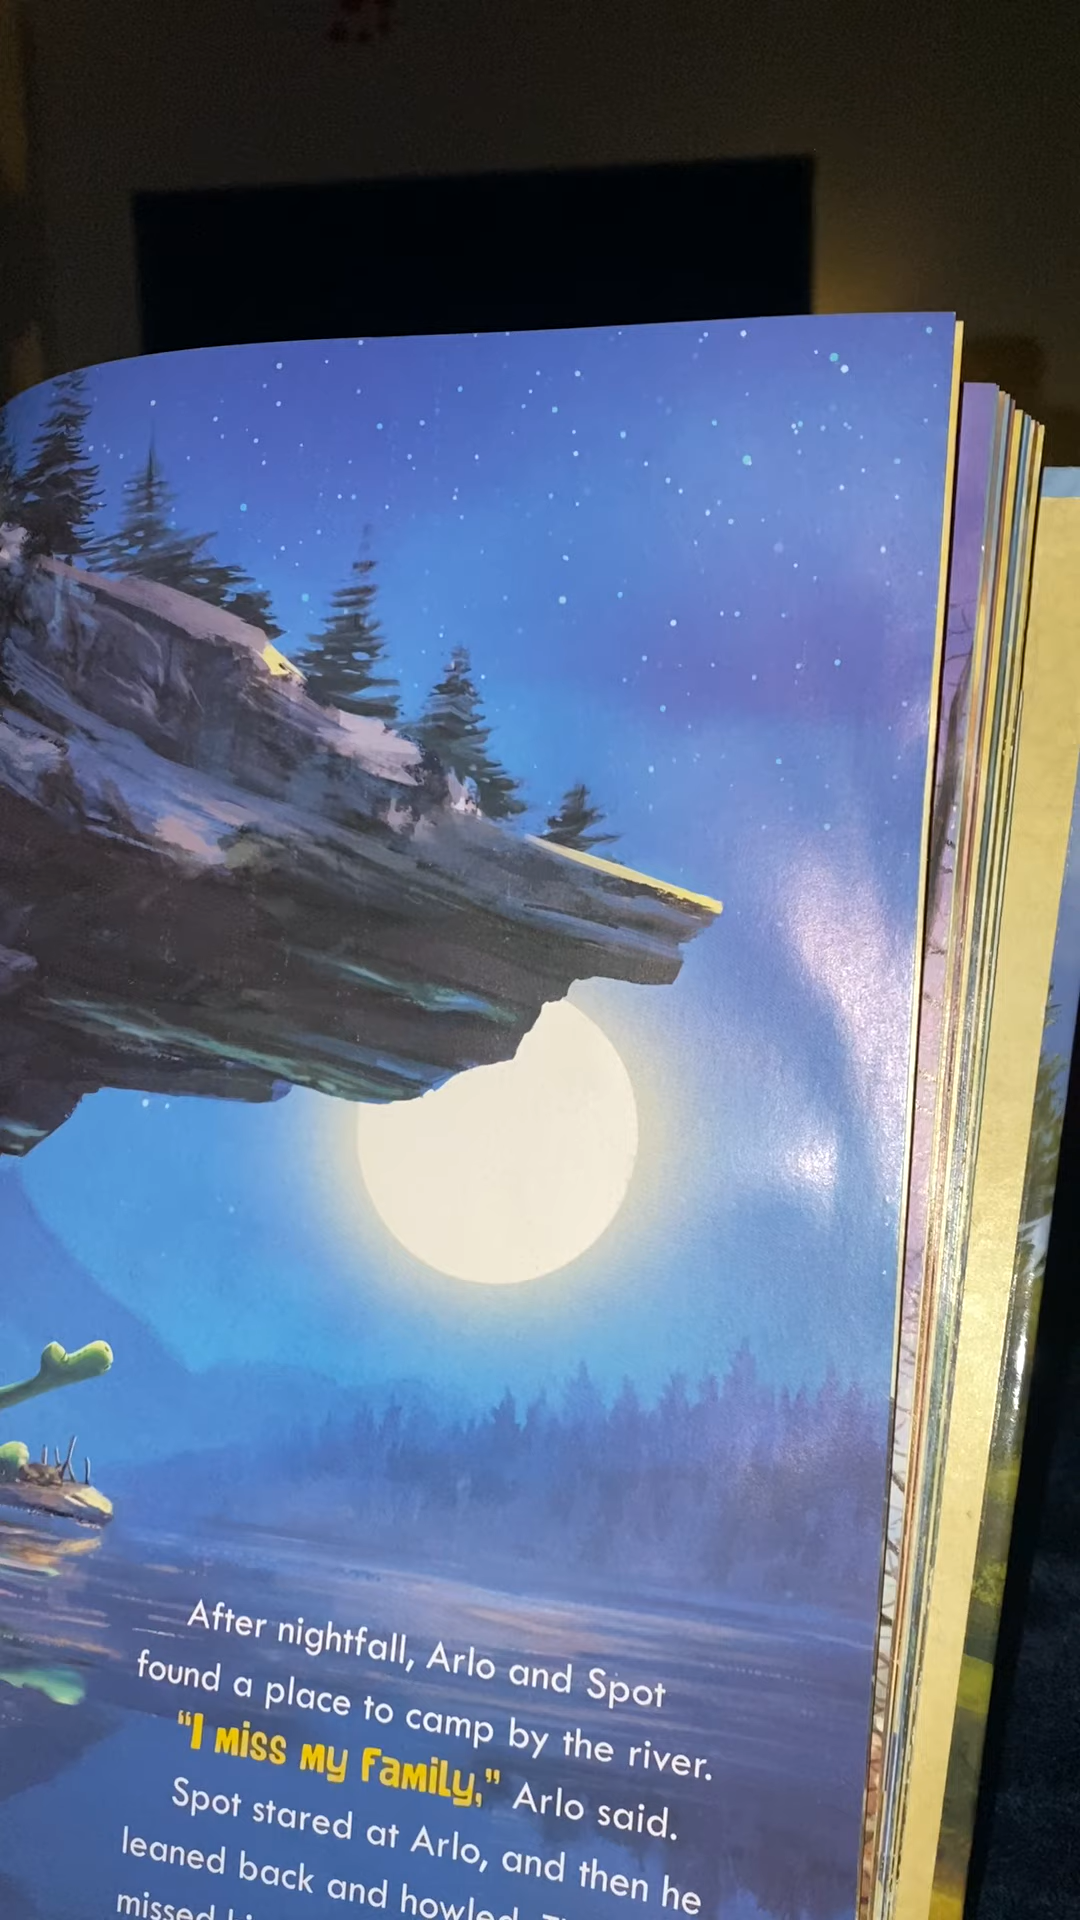 After nightfall, Arlo and Spot
found a place to camp by the river.
“I miss my family,” Arlo said.
Spot stared at Arlo, and then he
leaned back and howled.
missed